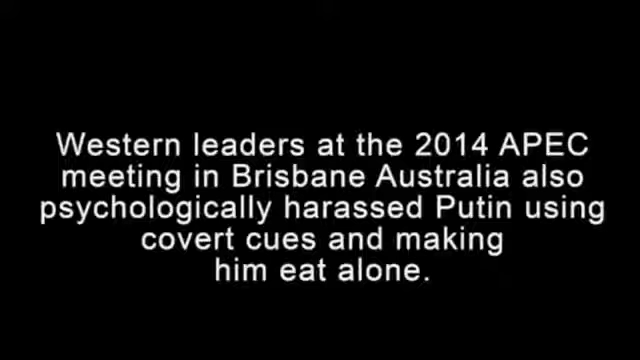 Western leaders at the 2014 APEC
meeting in Brisbane Australia also
psychologically harassed Putin using
covert cues and making
him eat alone.